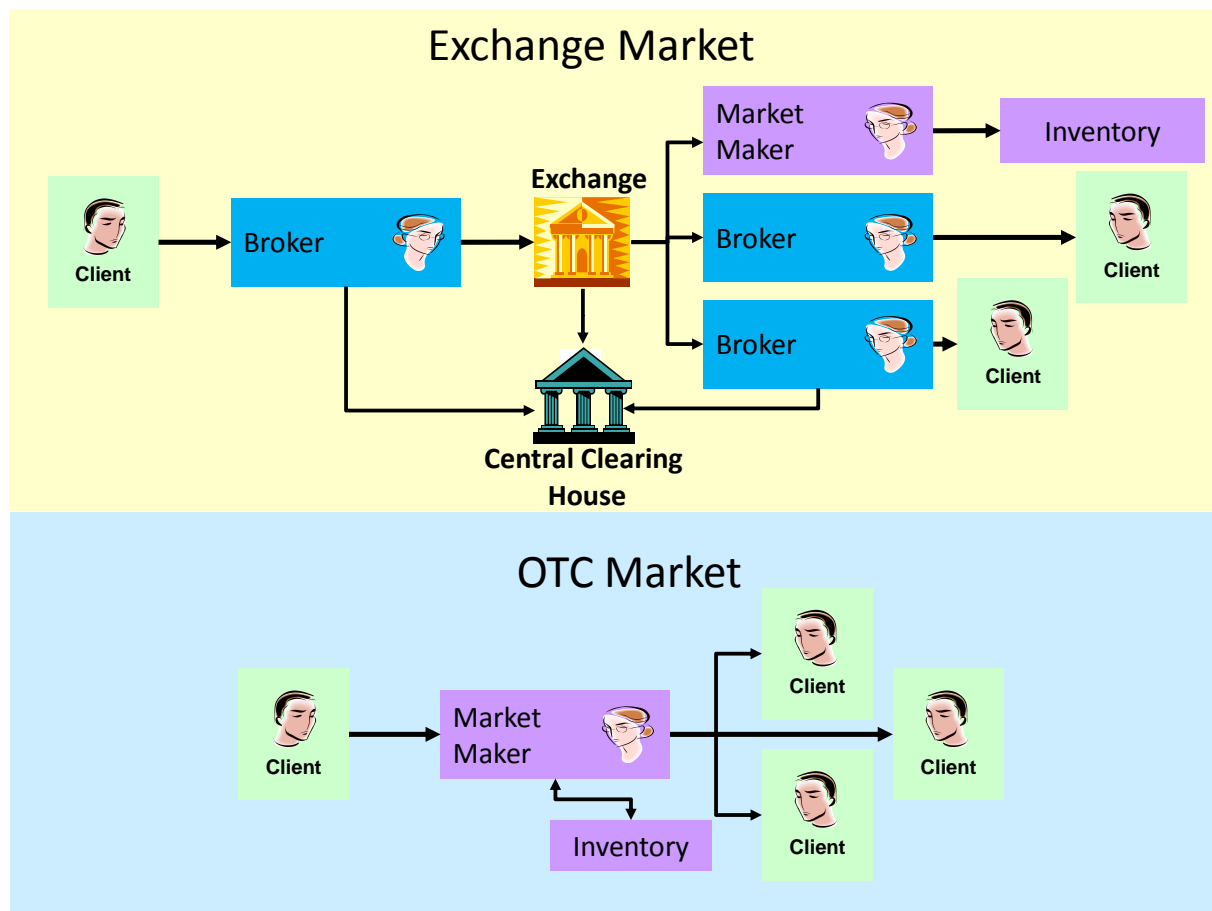 Exchange Market
Market
Maker
Inventory
Exchange
Client
Broker
Broker
Client
Broker
Client
Central Clearing
House
OTC Market
Client
Client
Market
Maker
Client
Inventory
Client